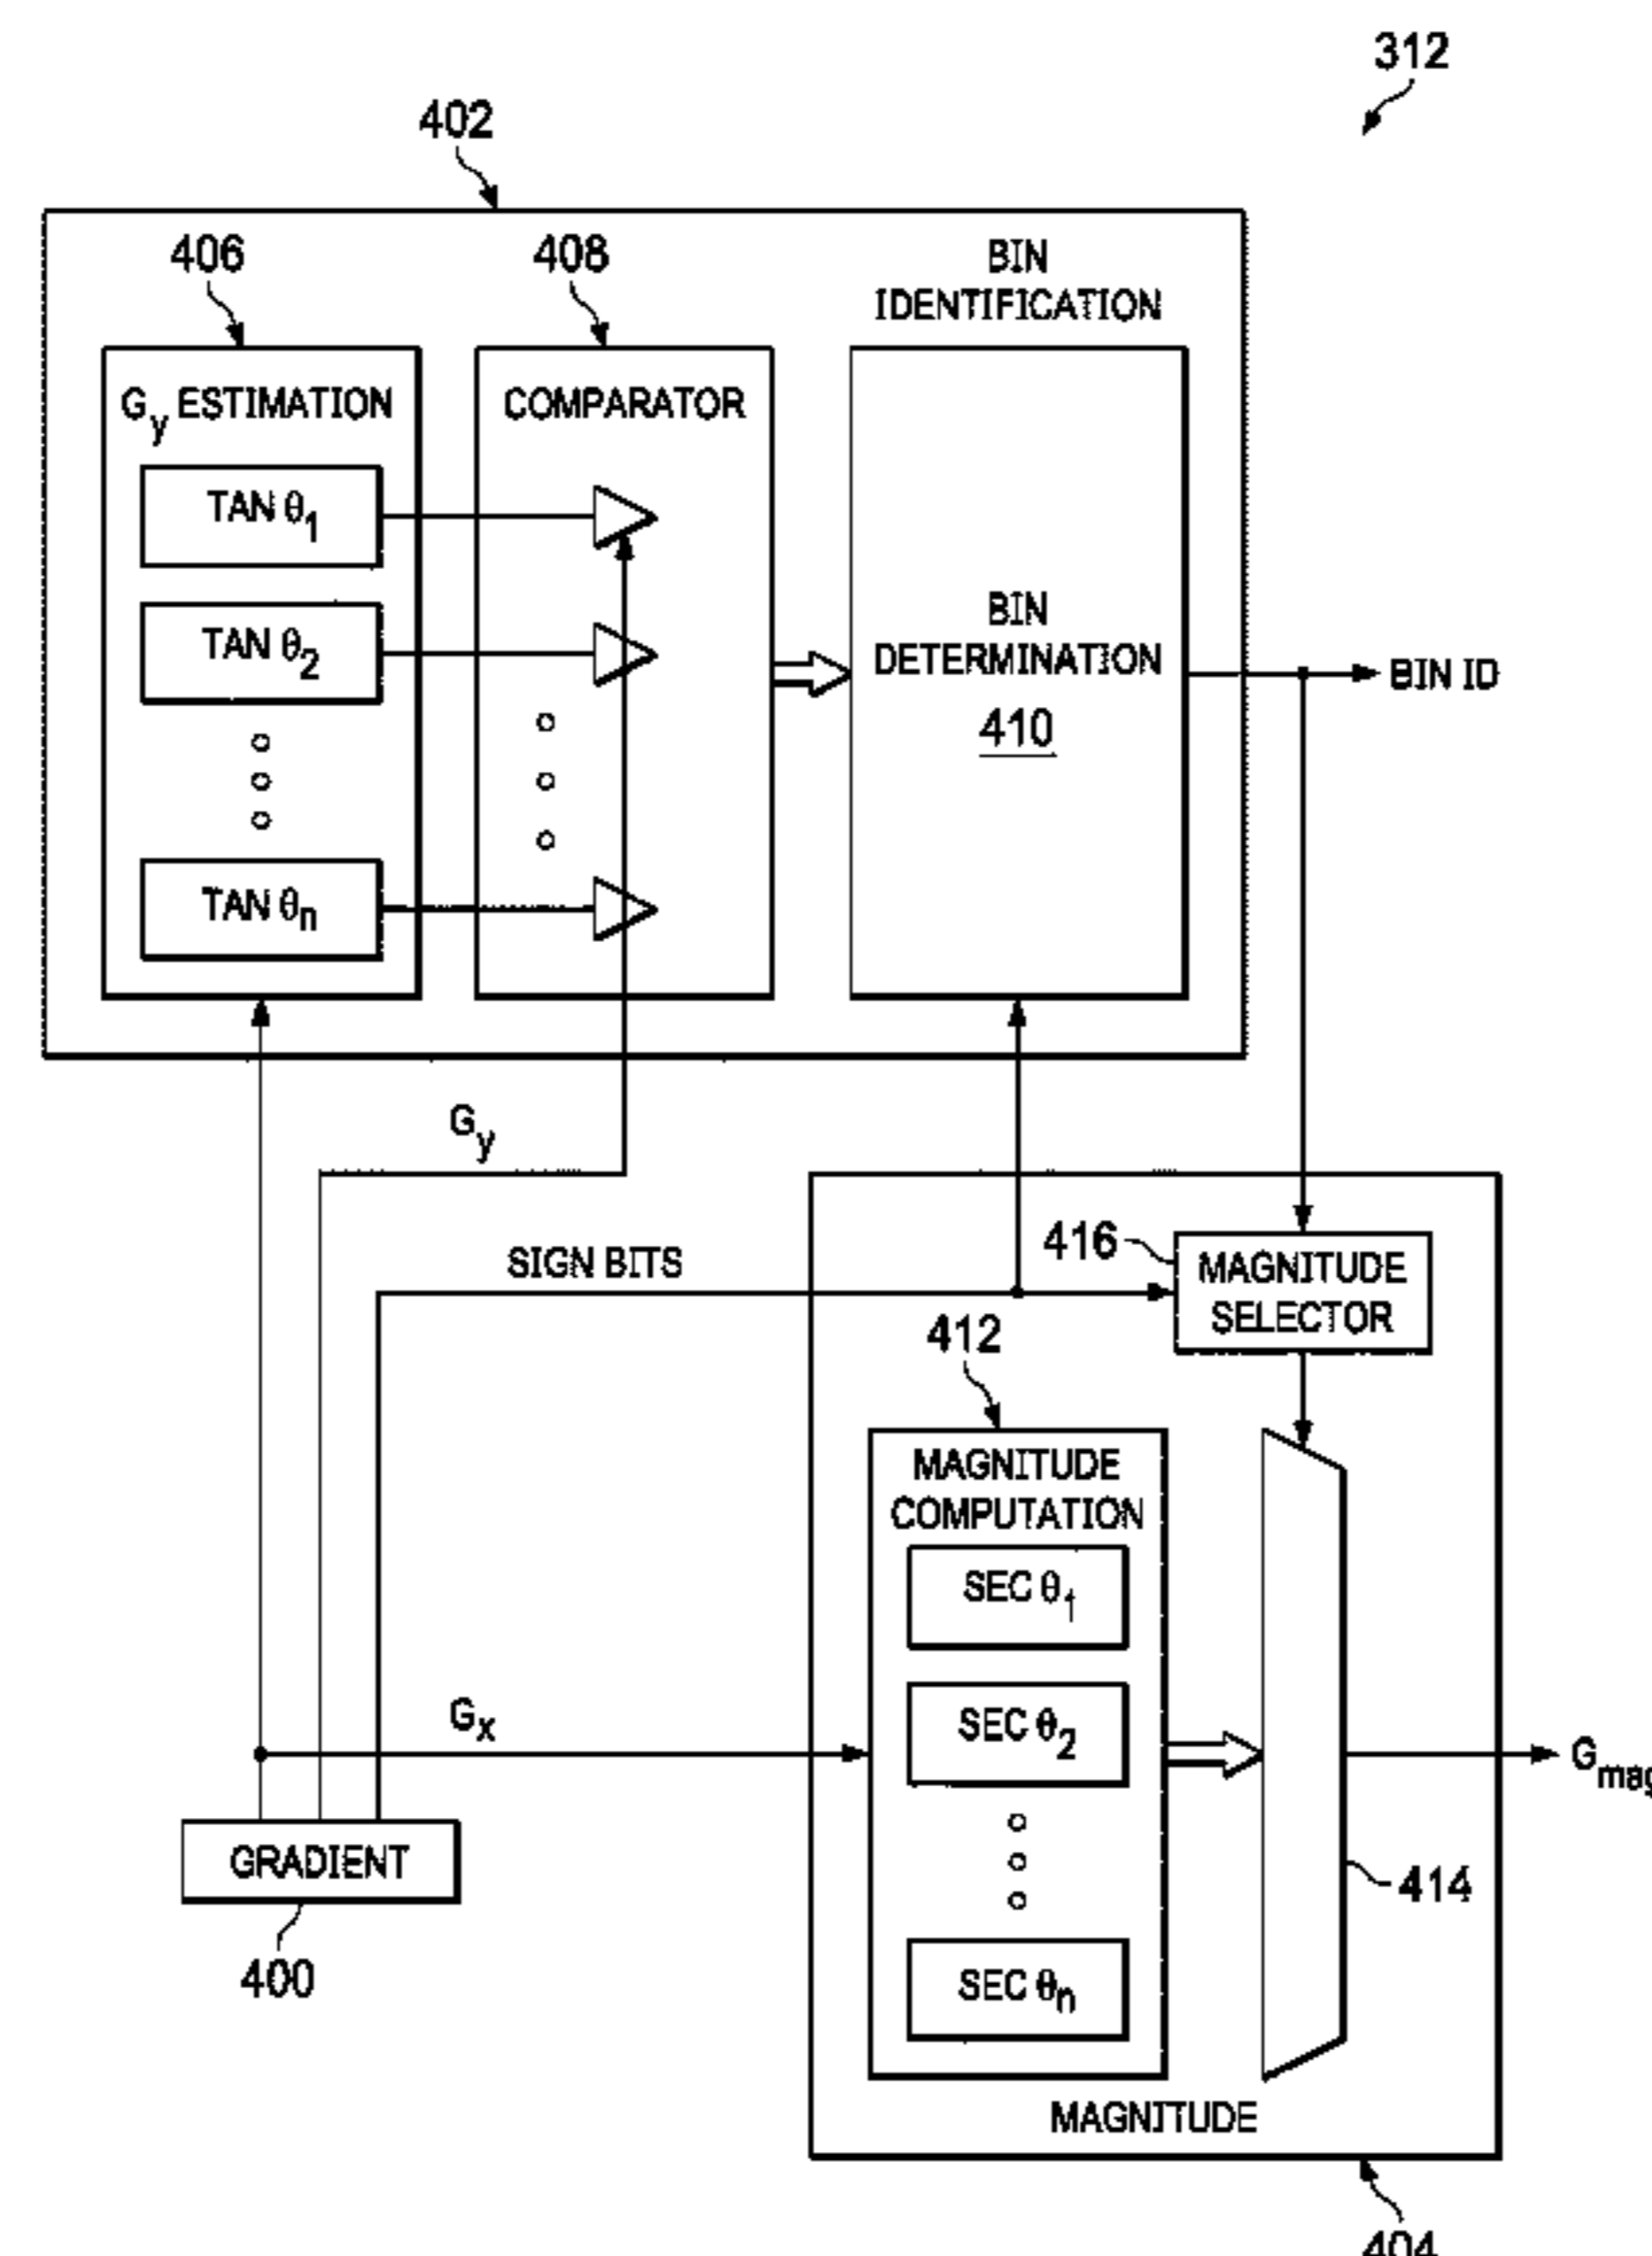 312
402
406
408
BIN
IDENTIFICATION
Gy ESTIMATION
COMPARATOR
TAN θ1
TAN θ2
TAN θn
BIN
DETERMINATION
410
BIN ID
Gy
SIGN BITS
416
MAGNITUDE
SELECTOR
412
MAGNITUDE
COMPUTATION
SEC θ1
SEC θ2
SEC θn
Gx
Gmag
GRADIENT
400
414
MAGNITUDE
404